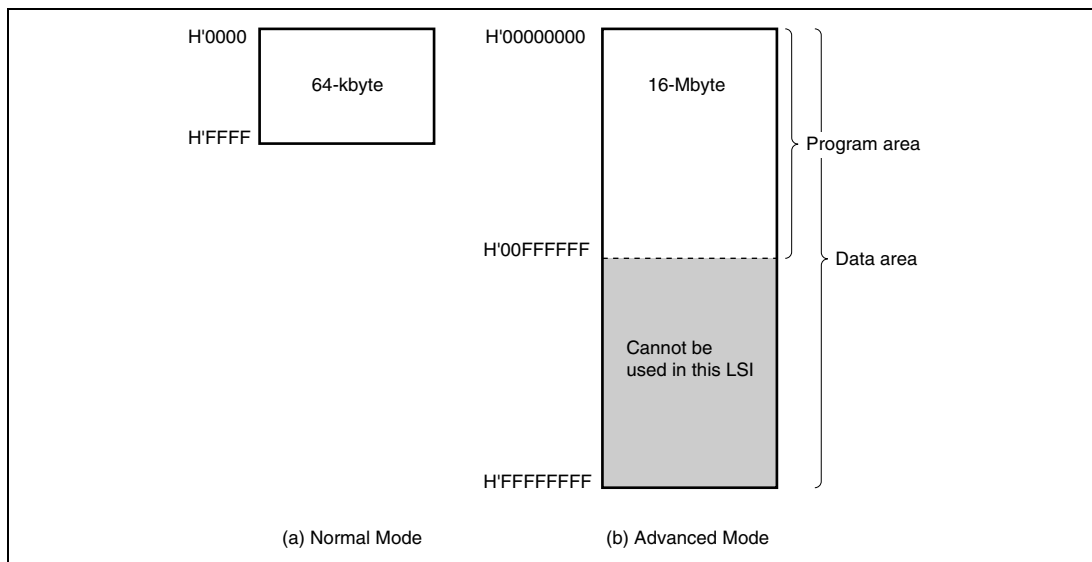 H'0000
64-kbyte
H'FFFF
H'00000000
16-Mbyte
Program area
H'00FFFFFF
Data area
Cannot be
used in this LSI
H'FFFFFFFF
(a) Normal Mode
(b) Advanced Mode